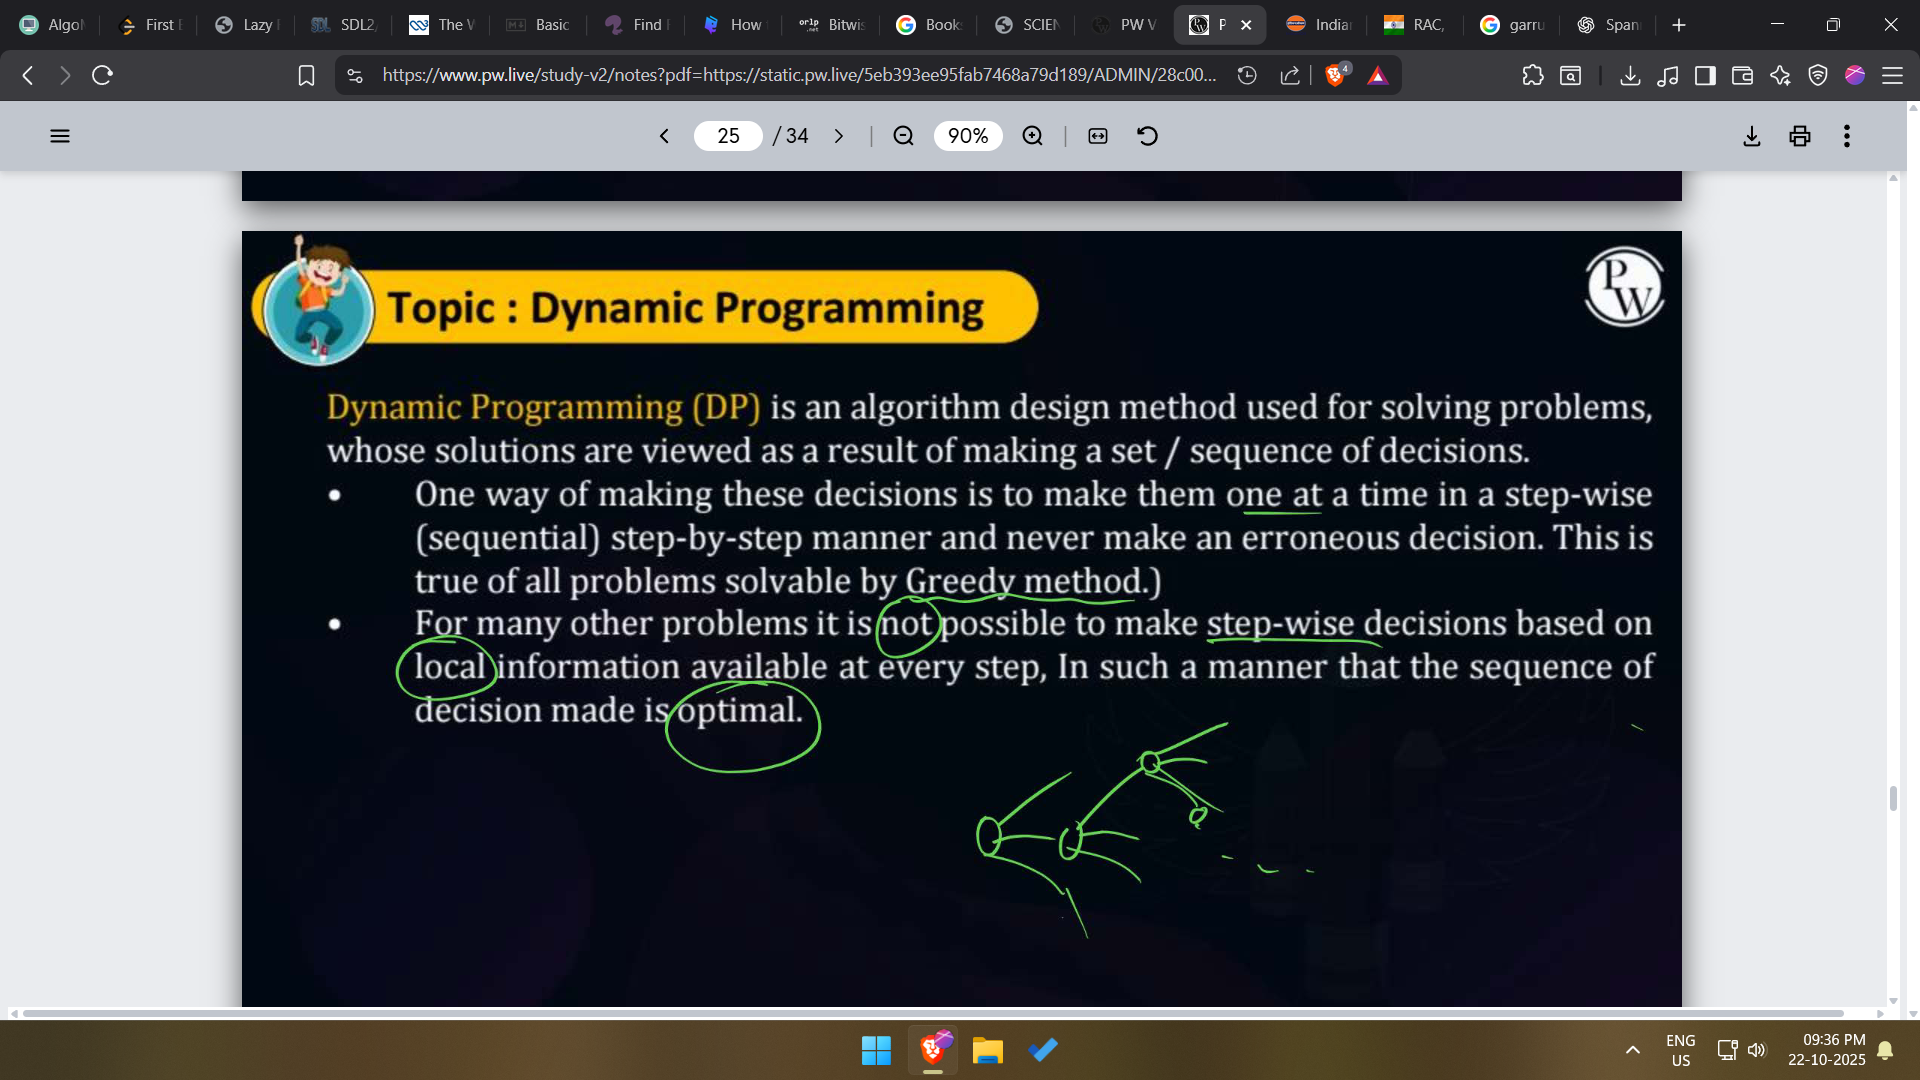 Algo
First
Lazy
SDL2
The
Basic
Find
How
Bitwis
Book
SCIEN
PW
P
India
RAC,
garru
Span
https://www.pw.live/study-v2/notes?pdf=https://static.pw.live/5eb393ee95fab7468a79d189/ADMIN/28c00...
4
25 / 34
90%
Topic : Dynamic Programming
PW
Dynamic Programming (DP) is an algorithm design method used for solving problems,
whose solutions are viewed as a result of making a set / sequence of decisions.
• One way of making these decisions is to make them one at a time in a step-wise
(sequential) step-by-step manner and never make an erroneous decision. This is
true of all problems solvable by Greedy method.)
• For many other problems it is not possible to make step-wise decisions based on
local information available at every step, In such a manner that the sequence of
decision made is optimal.
ENG
US
09:36 PM
22-10-2025